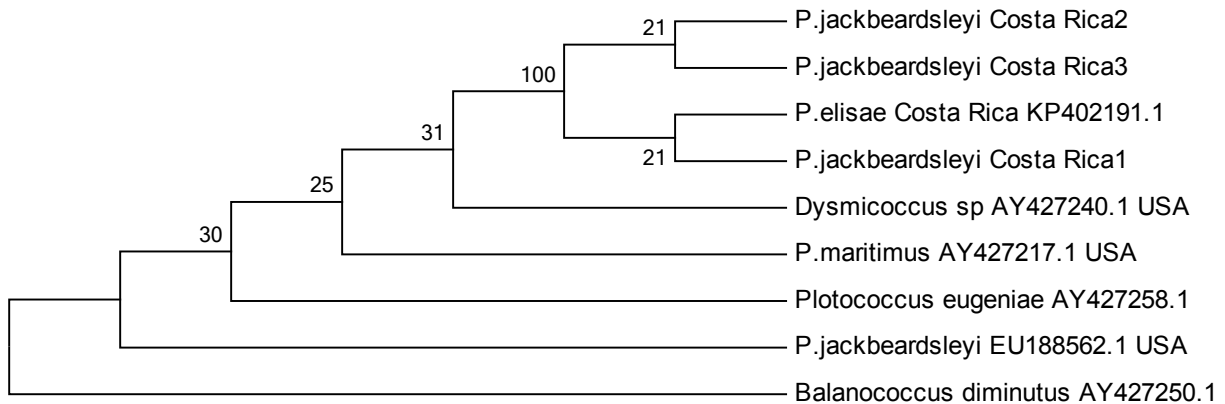 P.jackbeardsleyi Costa Rica2
21
P.jackbeardsleyi Costa Rica3
100
P.elisae Costa Rica KP402191.1
31
21
P.jackbeardsleyi Costa Rica1
25
Dysmicoccus sp AY427240.1 USA
30
P.maritimus AY427217.1 USA
Plotococcus eugeniae AY427258.1
P.jackbeardsleyi EU188562.1 USA
Balanococcus diminutus AY427250.1